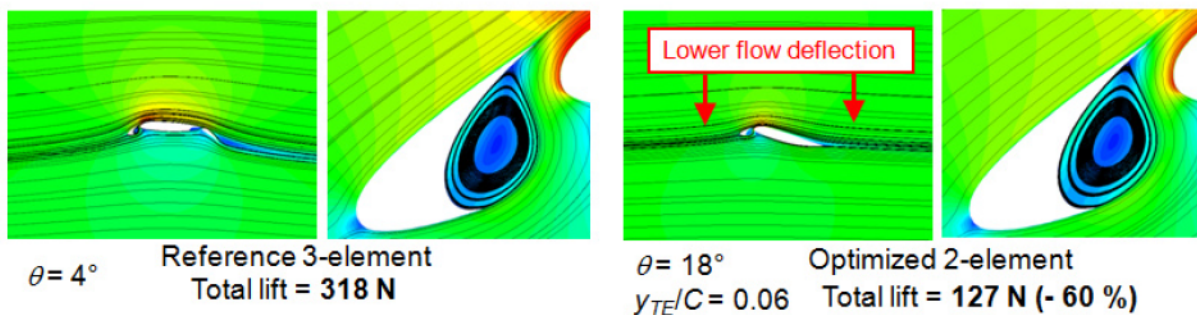 Lower flow deflection
θ = 4°
Reference 3-element
Total lift = 318 N
θ = 18°
y_TE/C = 0.06
Optimized 2-element
Total lift = 127 N (- 60 %)